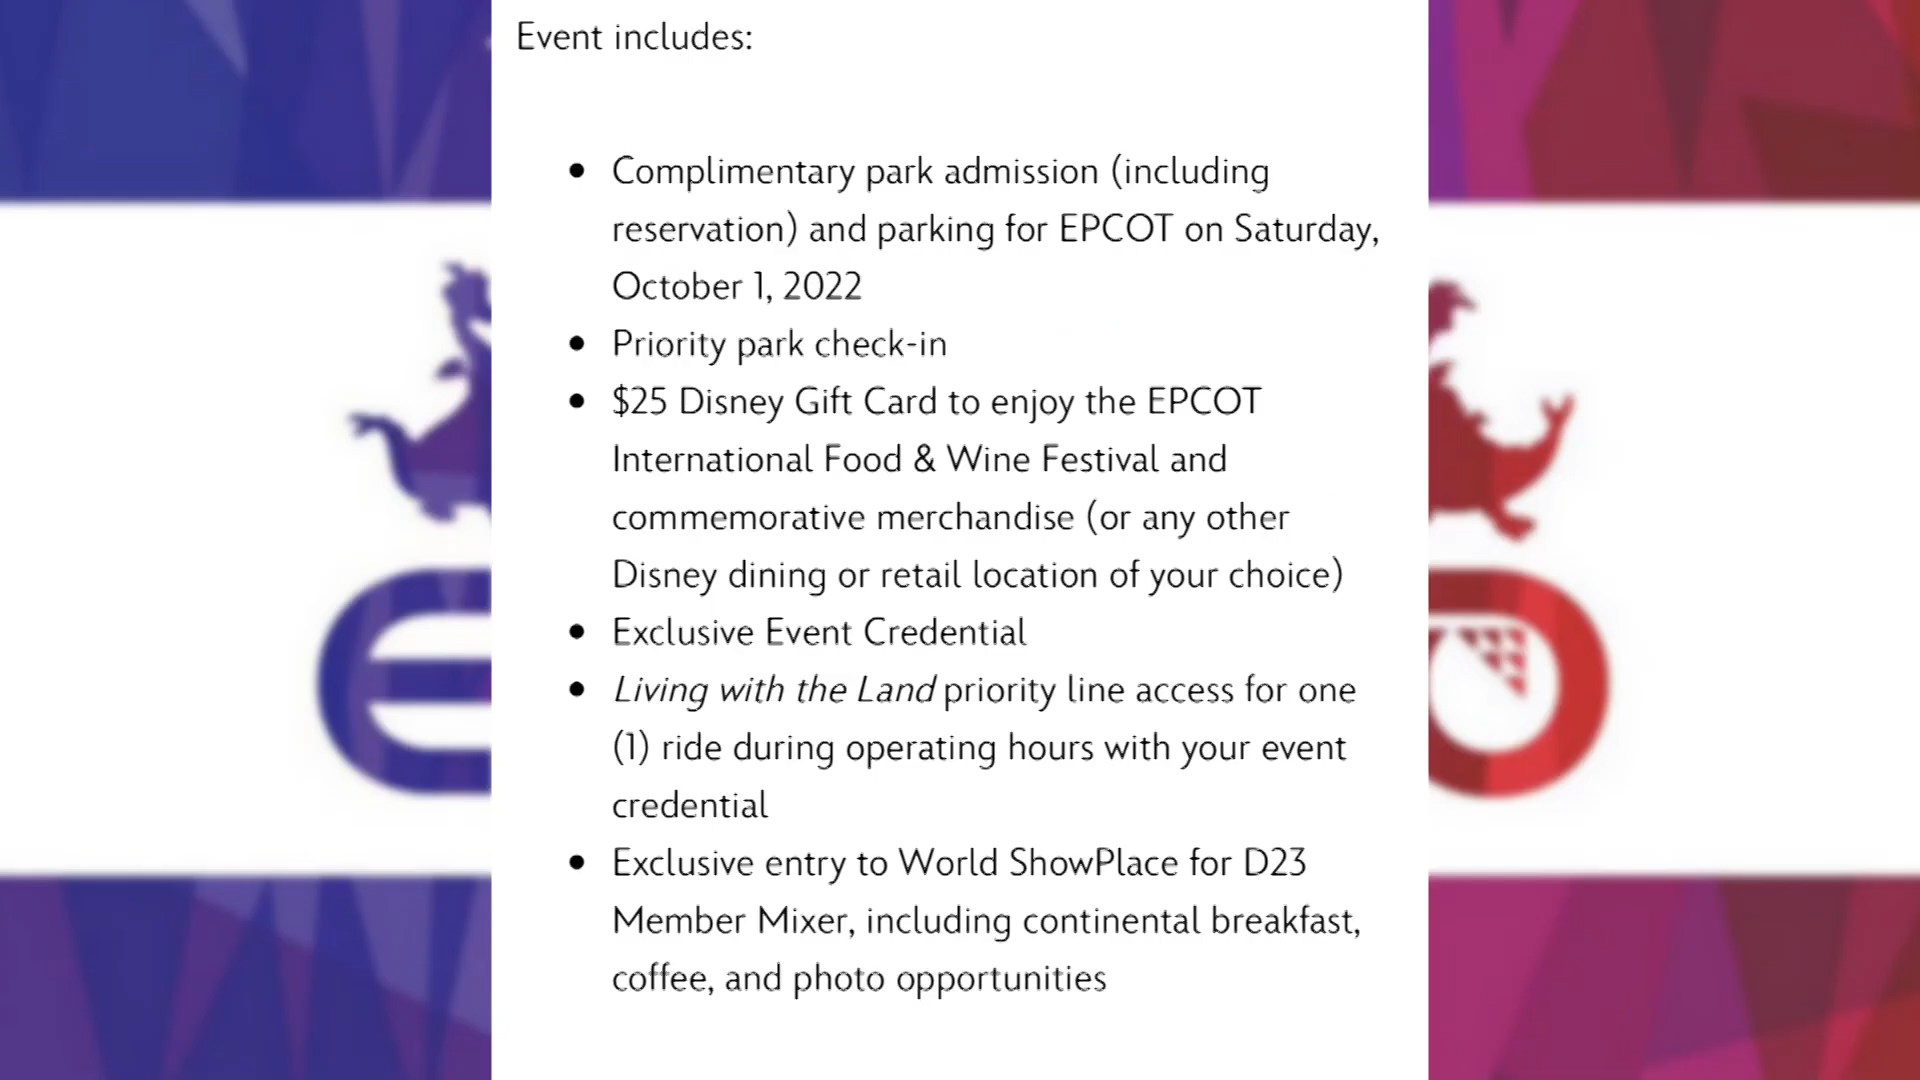 Event includes:
• Complimentary park admission (including
reservation) and parking for EPCOT on Saturday,
October 1, 2022
• Priority park check-in
• $25 Disney Gift Card to enjoy the EPCOT
International Food & Wine Festival and
commemorative merchandise (or any other
Disney dining or retail location of your choice)
• Exclusive Event Credential
• Living with the Land priority line access for one
(1) ride during operating hours with your event
credential
• Exclusive entry to World ShowPlace for D23
Member Mixer, including continental breakfast,
coffee, and photo opportunities